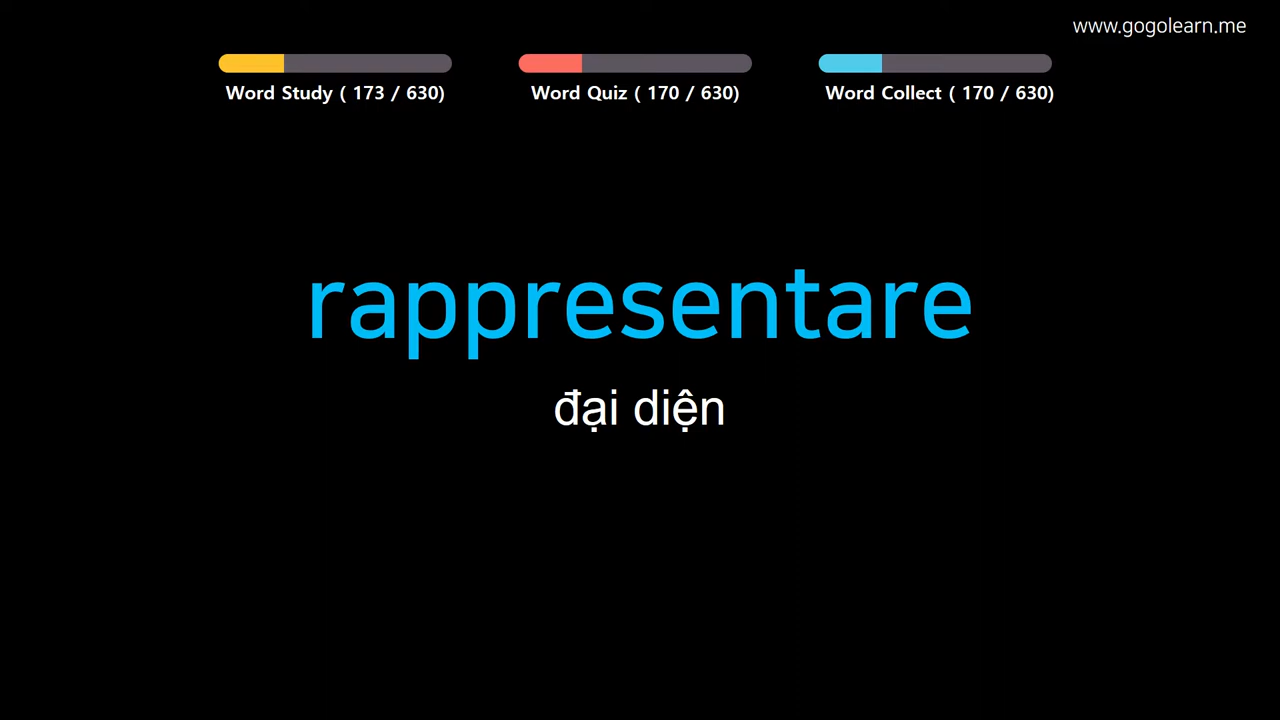 www.gogolearn.me
Word Study ( 173 / 630)
Word Quiz ( 170 / 630)
Word Collect ( 170 / 630)
rappresentare
đại diện